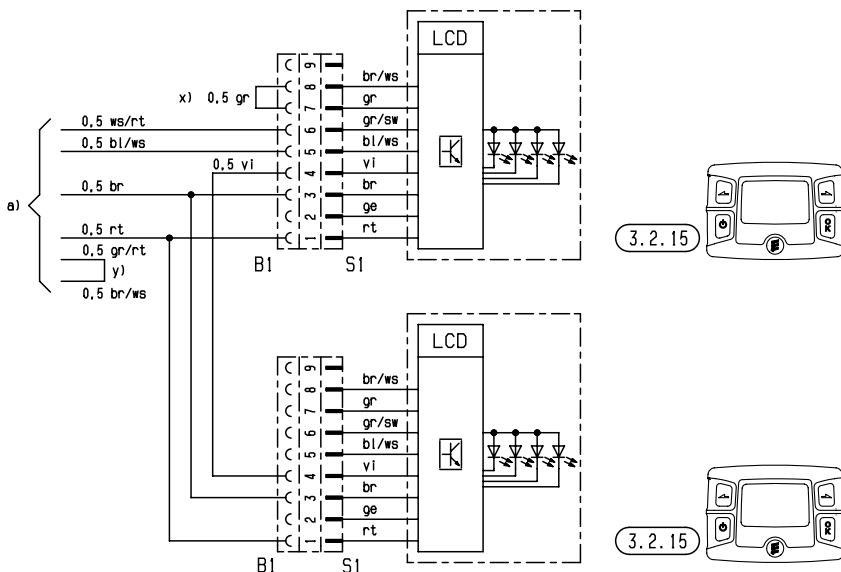 LCD
9
br/ws
8
x) 0,5 gr
gr
7
0,5 ws/rt
gr/sw
6
0,5 bl/ws
bl/ws
5
0,5 vi
vi
4
a)
0,5 br
br
3
ge
2
0,5 rt
rt
1
0,5 gr/rt
y)
0,5 br/ws
B1 S1
3.2.15
OK
LCD
9
br/ws
8
gr
7
gr/sw
6
bl/ws
5
vi
4
br
3
ge
2
rt
1
B1 S1
3.2.15
OK